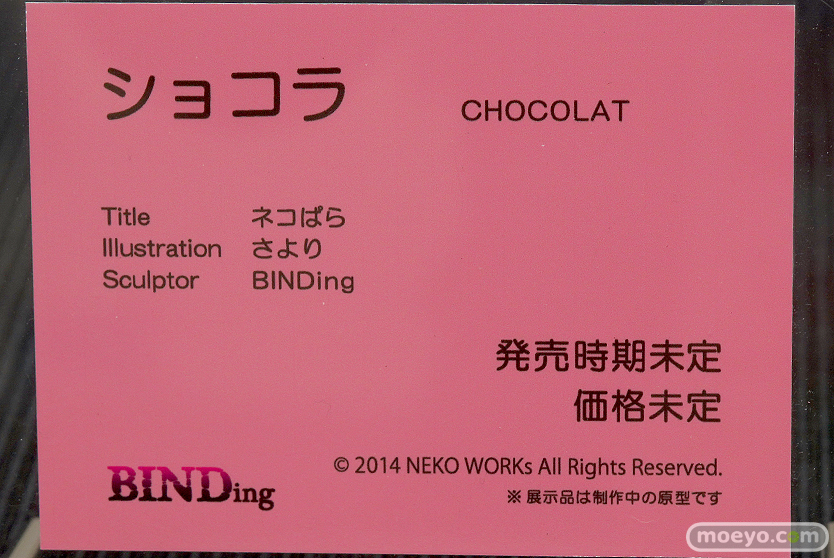 ショコラ CHOCOLAT
Title ネコぱら
Illustration さより
Sculptor BINDing
発売時期未定
価格未定
© 2014 NEKO WORKs All Rights Reserved.
BINDing
※ 展示品は制作中の原型です
moeyo.com